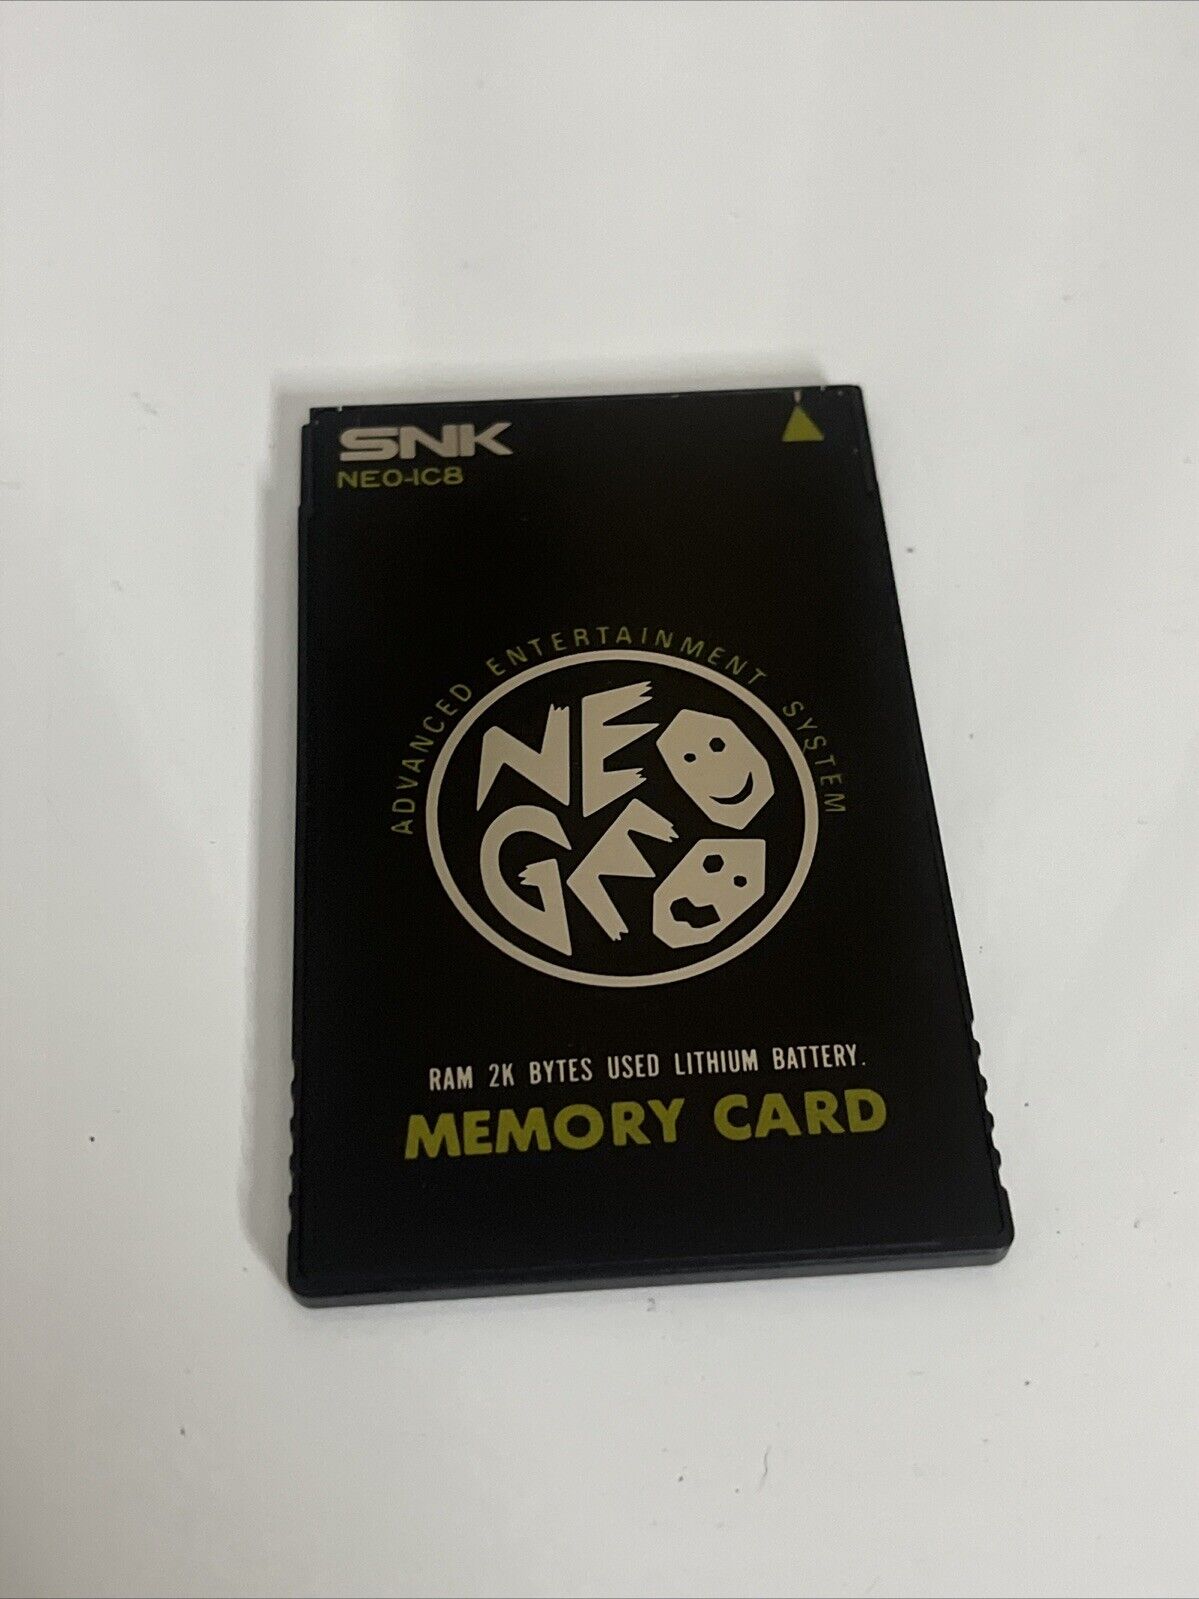 SNK
NEO-IC8
ADVANCED ENTERTAINMENT SYSTEM
NEO
GEO
RAM 2K BYTES USED LITHIUM BATTERY.
MEMORY CARD